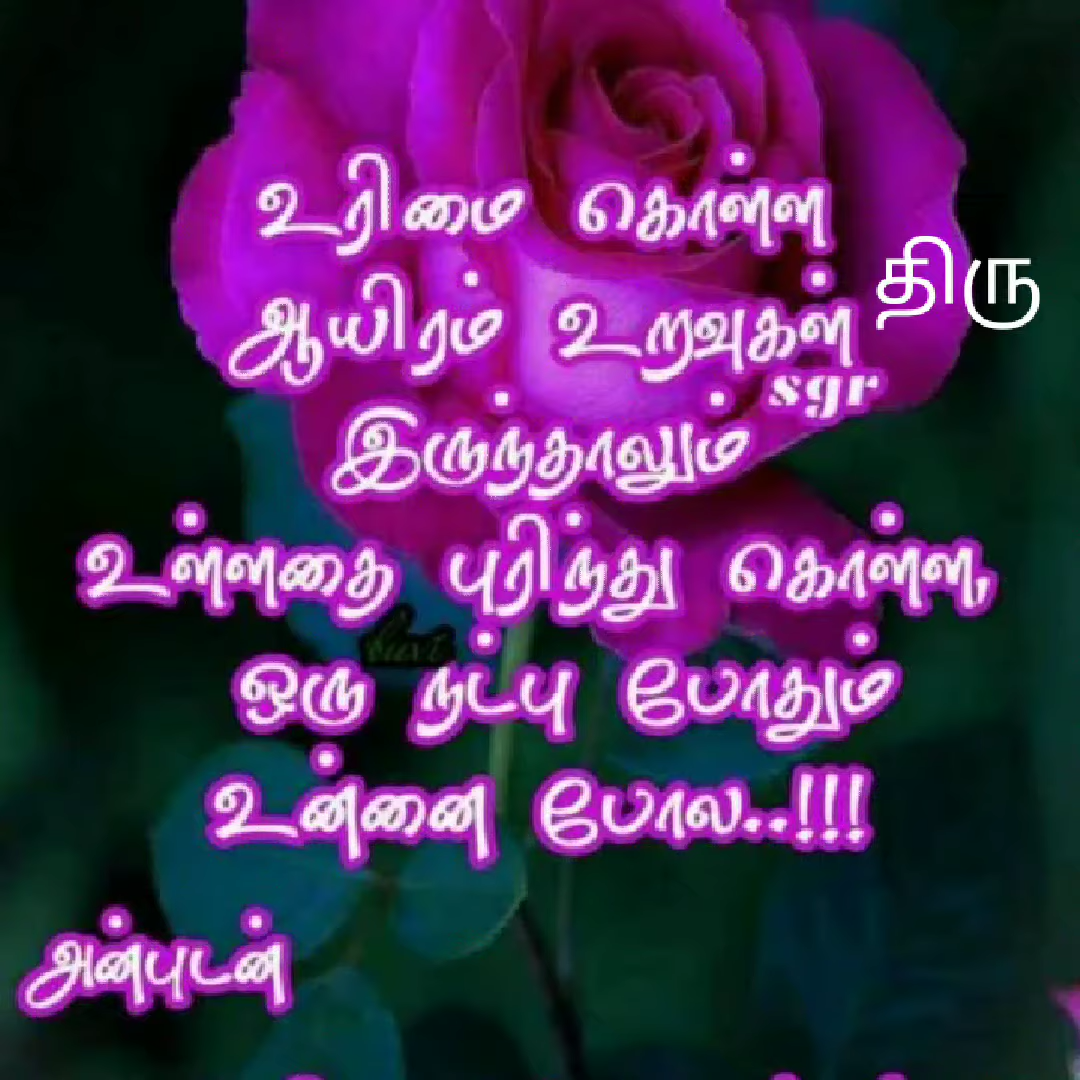 உரிமை கொள்ள
ஆயிரம் உறவுகள்
திரு
sgr
இருந்தாலும்
உள்ளதை புரிந்து கொள்ள,
ஒரு நட்பு போதும்
உன்னை போல..!!!
அன்புடன்